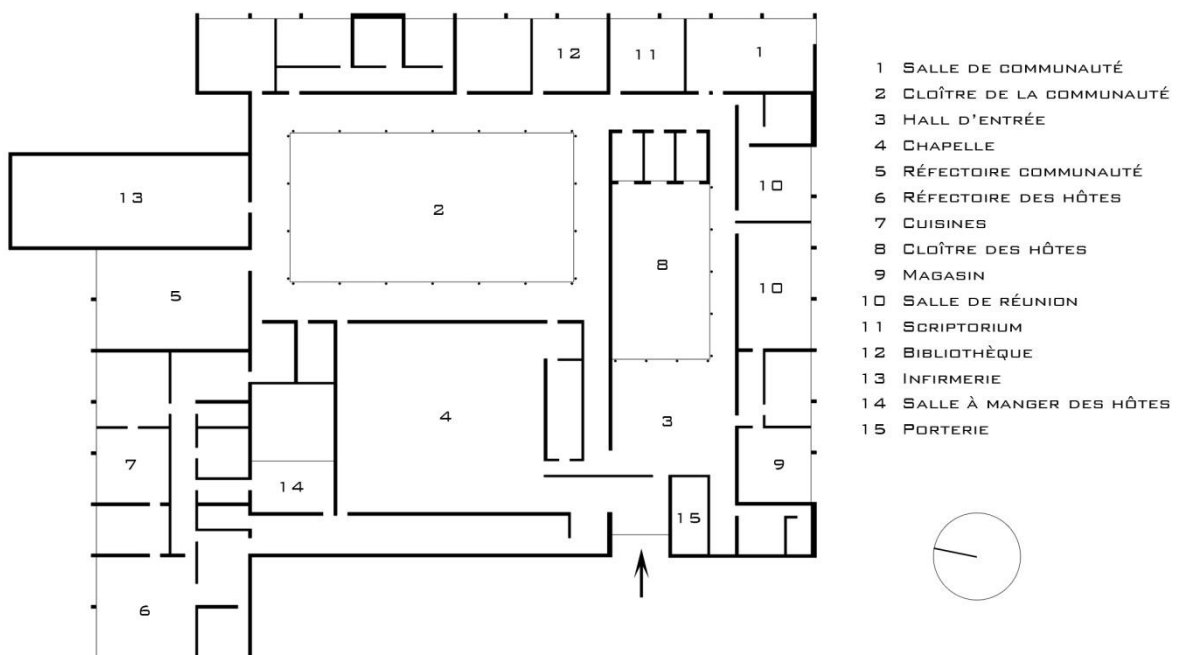 12 11 1
13 2 10
8
5 10
4 3
7 14 9
15
6
1 SALLE DE COMMUNAUTÉ
2 CLOÎTRE DE LA COMMUNAUTÉ
3 HALL D'ENTRÉE
4 CHAPELLE
5 RÉFECTOIRE COMMUNAUTÉ
6 RÉFECTOIRE DES HÔTES
7 CUISINES
8 CLOÎTRE DES HÔTES
9 MAGASIN
10 SALLE DE RÉUNION
11 SCRIPTORIUM
12 BIBLIOTHÈQUE
13 INFIRMERIE
14 SALLE À MANGER DES HÔTES
15 PORTERIE